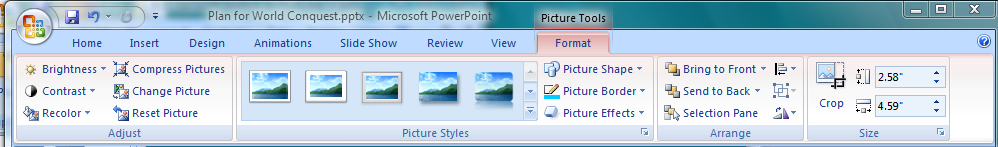 Plan for World Conquest.pptx - Microsoft PowerPoint
Picture Tools
Home Insert Design Animations Slide Show Review View Format
Brightness Compress Pictures Picture Shape Bring to Front 2.58"
Contrast Change Picture Picture Border Send to Back Crop 4.59"
Recolor Reset Picture Picture Effects Selection Pane
Adjust Picture Styles Arrange Size